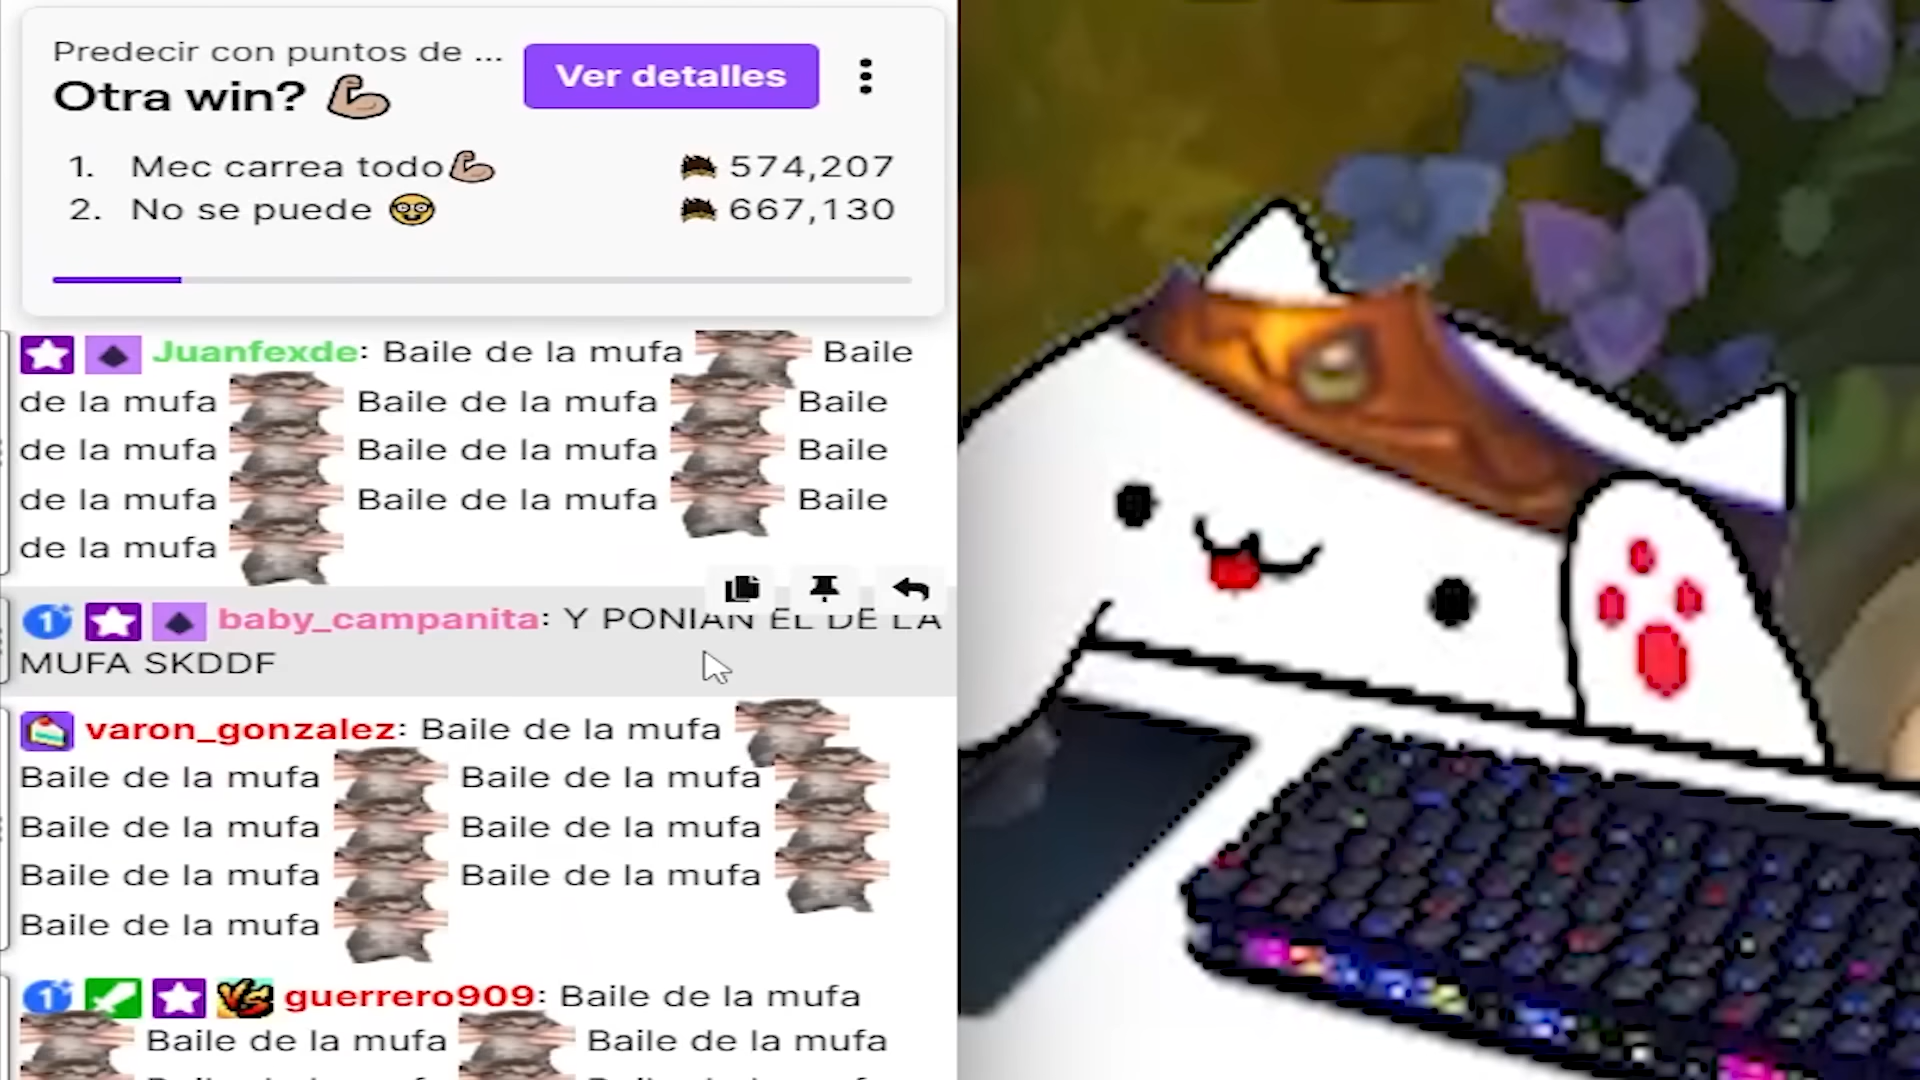 Predecir con puntos de ...
Otra win? 💪🏼
Ver detalles
1. Mec carrea todo💪🏼 574,207
2. No se puede 🤓 667,130
Juanfexde: Baile de la mufa Baile
de la mufa Baile de la mufa Baile
de la mufa Baile de la mufa Baile
de la mufa Baile de la mufa Baile
de la mufa
baby_campanita: Y PONIAN EL DE LA
MUFA SKDDF
varon_gonzalez: Baile de la mufa
Baile de la mufa Baile de la mufa
Baile de la mufa Baile de la mufa
Baile de la mufa Baile de la mufa
Baile de la mufa
VS guerrero909: Baile de la mufa
Baile de la mufa Baile de la mufa